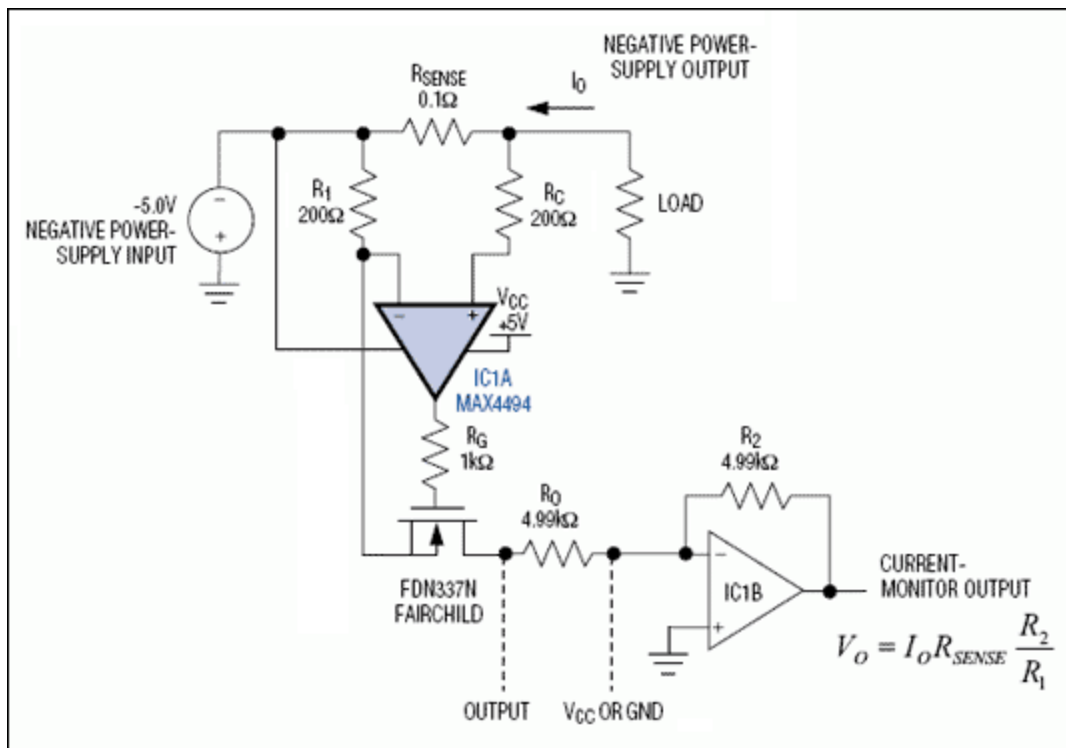 NEGATIVE POWER-
SUPPLY OUTPUT
RSENSE
0.1Ω
IO
-5.0V
NEGATIVE POWER-
SUPPLY INPUT
−
+
R1
200Ω
RC
200Ω
LOAD
−
+
VCC
+5V
IC1A
MAX4494
RG
1kΩ
R2
4.99kΩ
RO
4.99kΩ
FDN337N
FAIRCHILD
−
+
IC1B
CURRENT-
MONITOR OUTPUT
VO = IO RSENSE R2/R1
OUTPUT
VCC OR GND